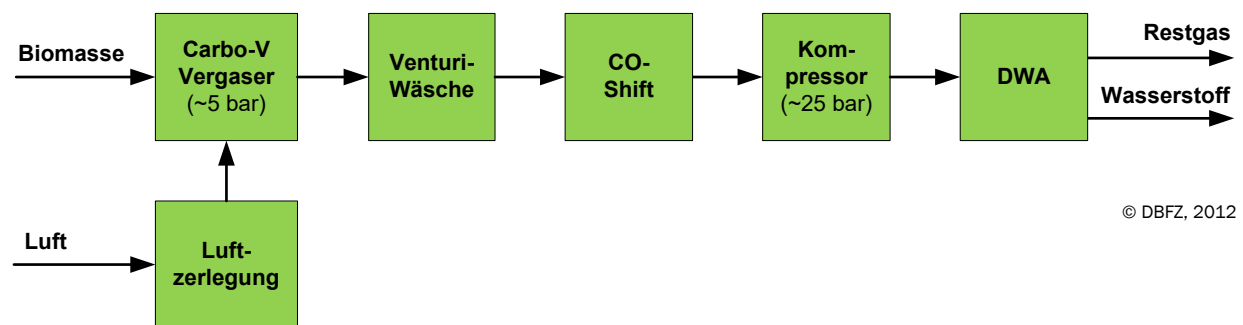 Biomasse
Carbo-V
Vergaser
(~5 bar)
Venturi-
Wäsche
CO-
Shift
Kom-
pressor
(~25 bar)
DWA
Restgas
Wasserstoff
Luft
Luft-
zerlegung
© DBFZ, 2012